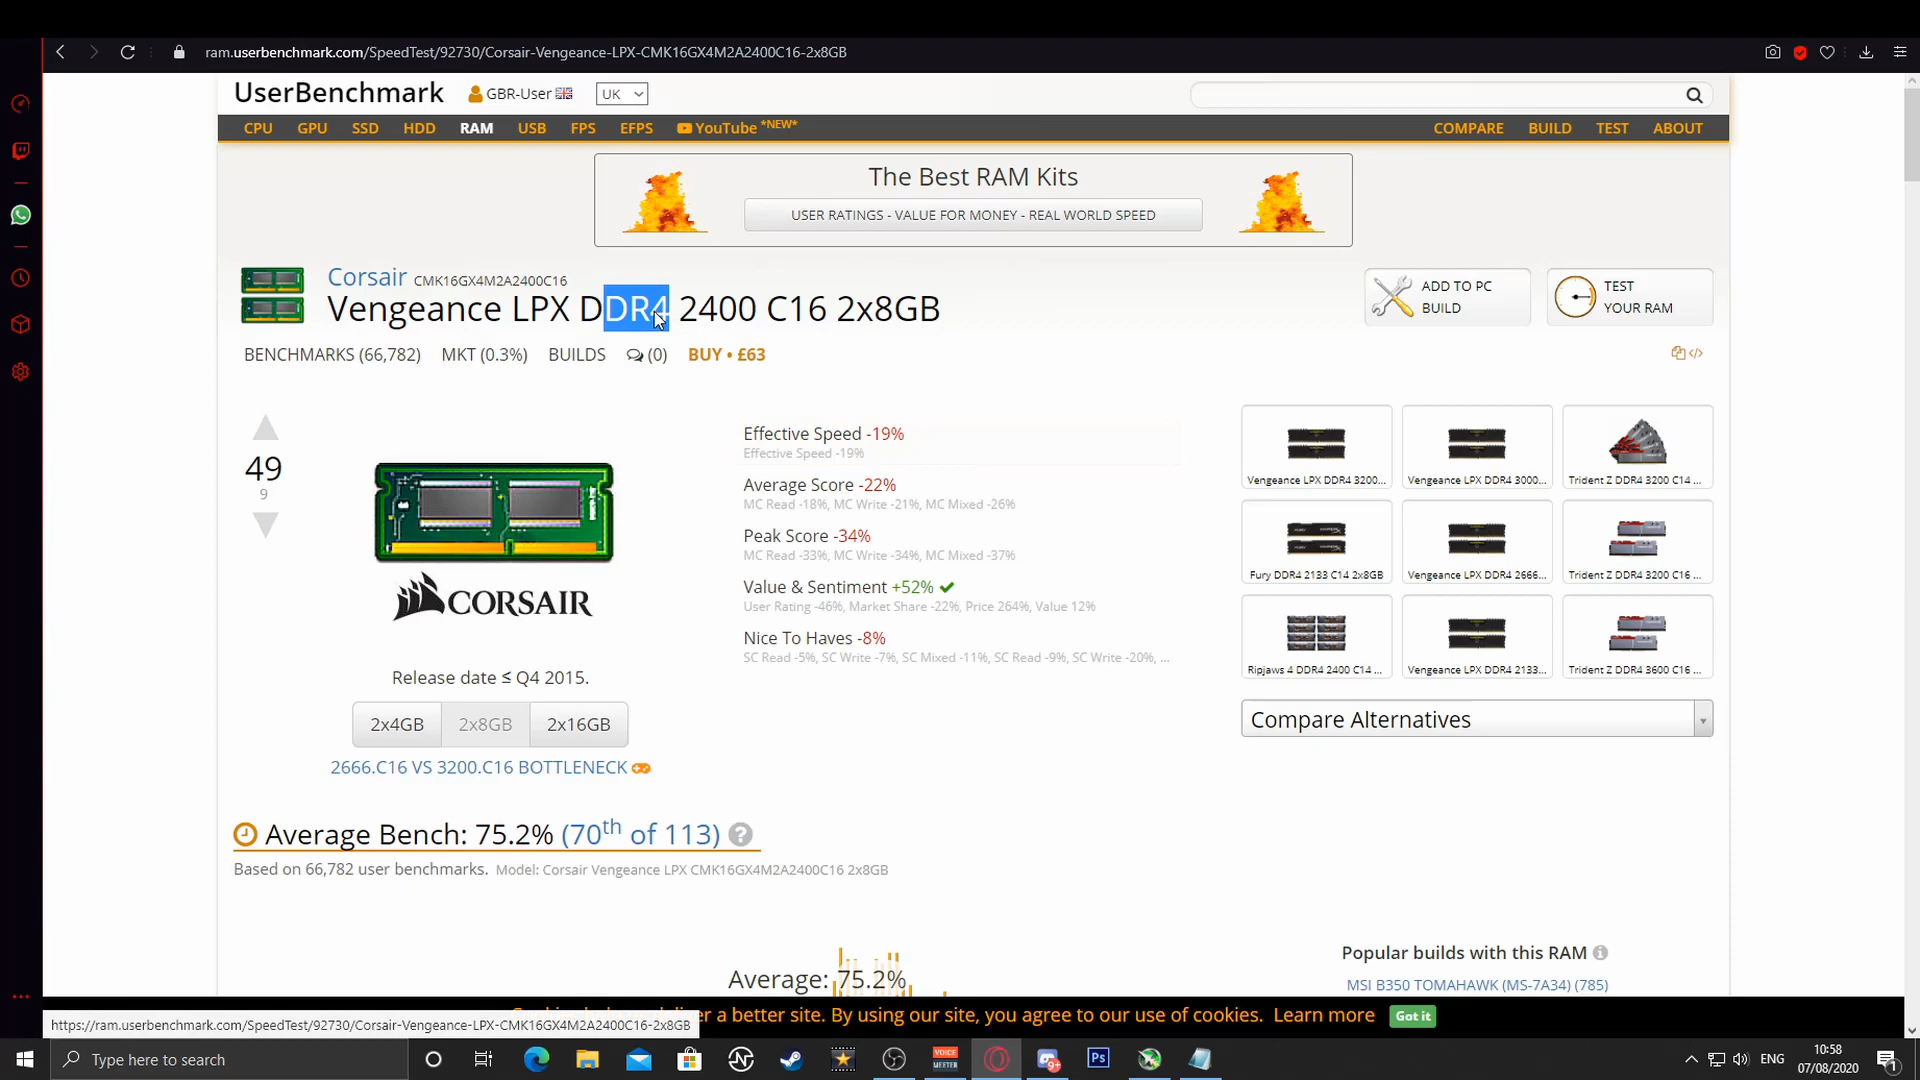 ram.userbenchmark.com/SpeedTest/92730/Corsair-Vengeance-LPX-CMK16GX4M2A2400C16-2x8GB
UserBenchmark
GBR-User
UK
CPU GPU SSD HDD RAM USB FPS EFPS YouTube *NEW* COMPARE BUILD TEST ABOUT
The Best RAM Kits
USER RATINGS - VALUE FOR MONEY - REAL WORLD SPEED
Corsair CMK16GX4M2A2400C16
Vengeance LPX DDR4 2400 C16 2x8GB
ADD TO PC BUILD
TEST YOUR RAM
BENCHMARKS (66,782) MKT (0.3%) BUILDS (0) BUY • £63
49
9
CORSAIR
Release date ≤ Q4 2015.
2x4GB 2x8GB 2x16GB
2666.C16 VS 3200.C16 BOTTLENECK
Effective Speed -19%
Effective Speed -19%
Average Score -22%
MC Read -18%, MC Write -21%, MC Mixed -26%
Peak Score -34%
MC Read -33%, MC Write -34%, MC Mixed -37%
Value & Sentiment +52%
User Rating -46%, Market Share -22%, Price 264%, Value 12%
Nice To Haves -8%
SC Read -5%, SC Write -7%, SC Mixed -11%, SC Read -9%, SC Write -20%, ...
Vengeance LPX DDR4 3200... Vengeance LPX DDR4 3000... Trident Z DDR4 3200 C14 ...
Fury DDR4 2133 C14 2x8GB Vengeance LPX DDR4 2666... Trident Z DDR4 3200 C16 ...
Ripjaws 4 DDR4 2400 C14 ... Vengeance LPX DDR4 2133... Trident Z DDR4 3600 C16 ...
Compare Alternatives
Average Bench: 75.2% (70th of 113) ?
Based on 66,782 user benchmarks. Model: Corsair Vengeance LPX CMK16GX4M2A2400C16 2x8GB
Average: 75.2%
Popular builds with this RAM
MSI B350 TOMAHAWK (MS-7A34) (785)
er a better site. By using our site, you agree to our use of cookies. Learn more Got it
https://ram.userbenchmark.com/SpeedTest/92730/Corsair-Vengeance-LPX-CMK16GX4M2A2400C16-2x8GB
Type here to search
VOICE MEETER
9+
Ps
ENG
10:58
07/08/2020
1